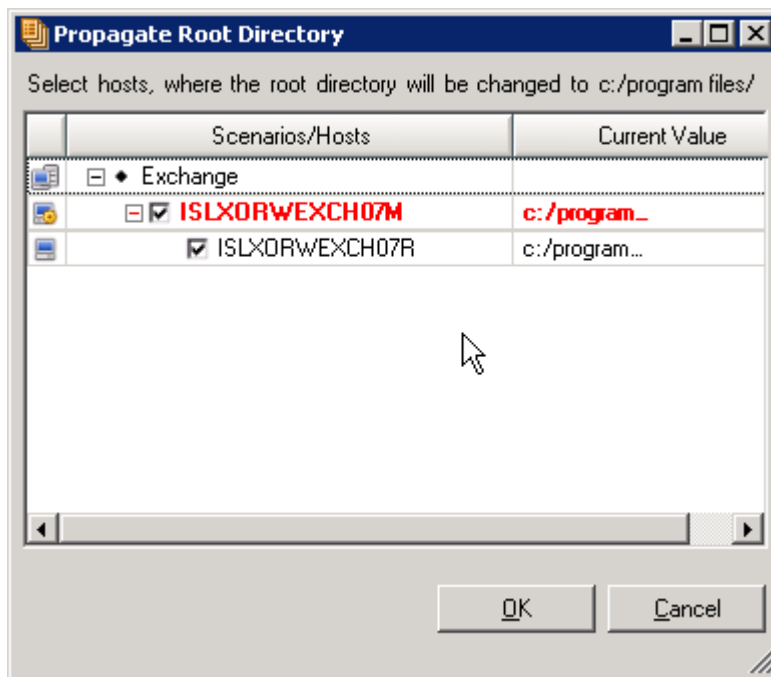 Propagate Root Directory
Select hosts, where the root directory will be changed to c:/program files/
Scenarios/Hosts Current Value
Exchange
ISLXORWEXCH07M c:/program...
ISLXORWEXCH07R c:/program...
OK Cancel